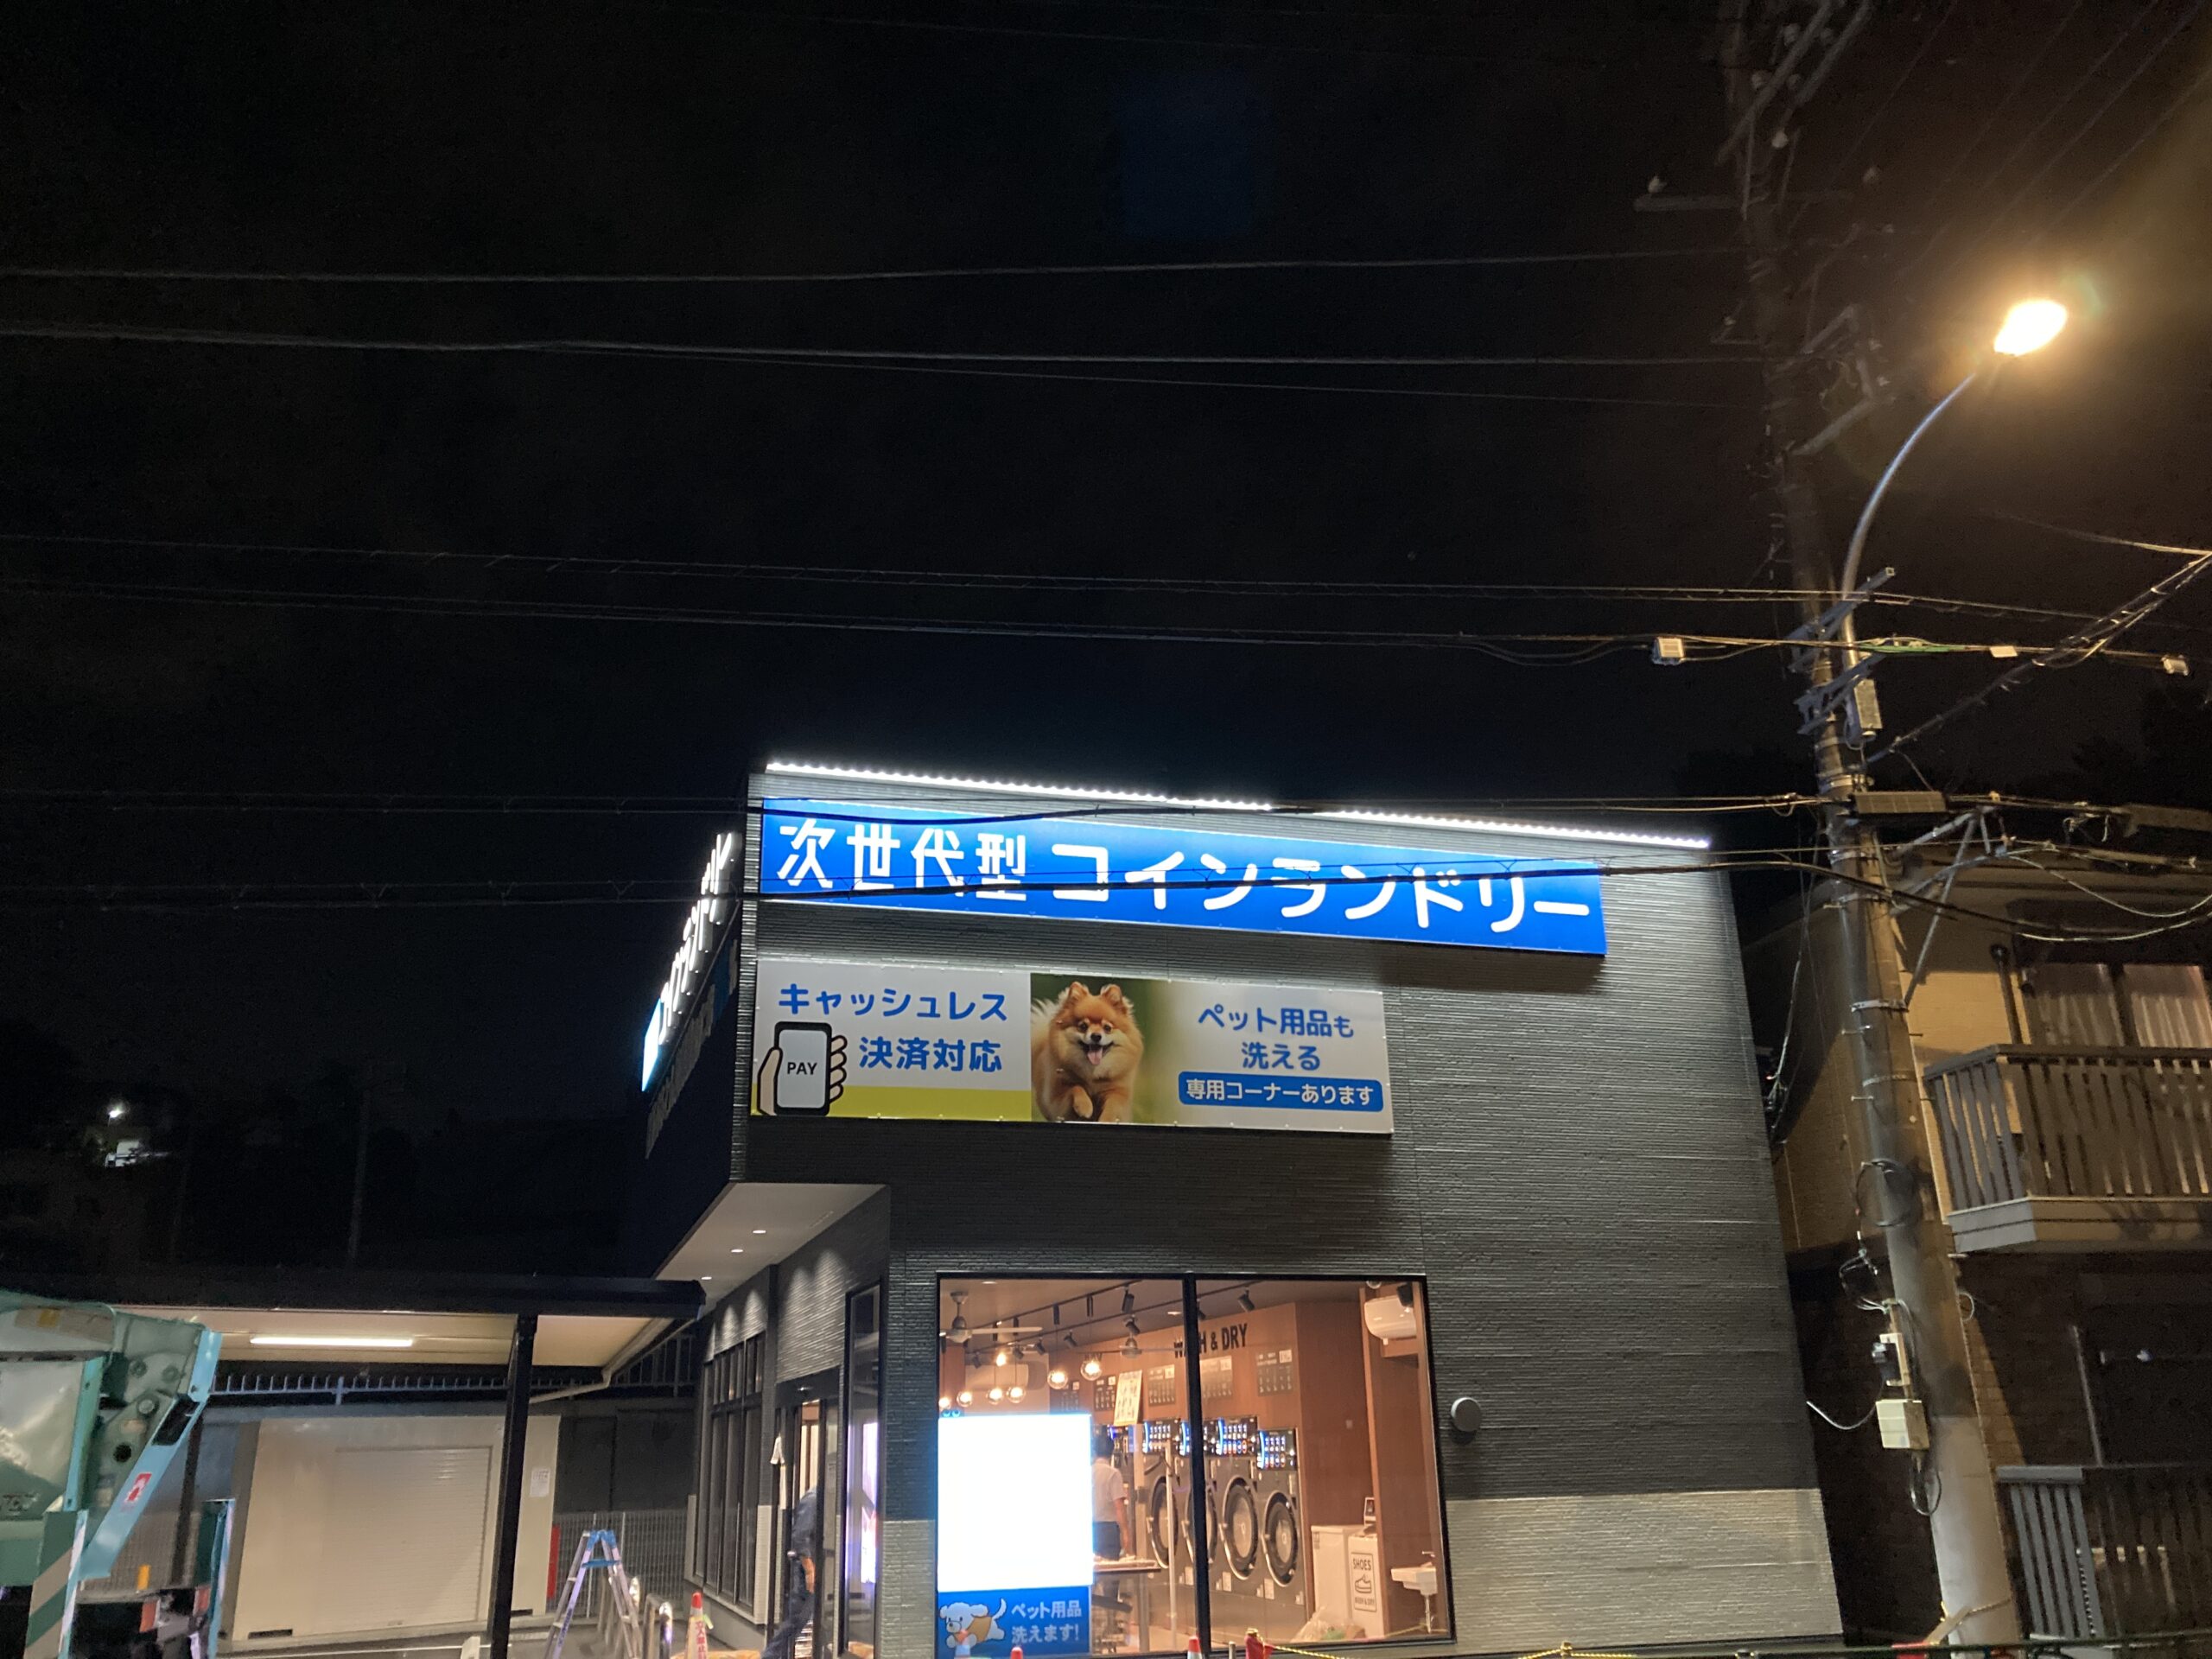 次世代型 コインランドリー
キャッシュレス
決済対応
PAY
ペット用品も
洗える
専用コーナーあります
WASH & DRY
SHOES
ペット用品
洗えます!